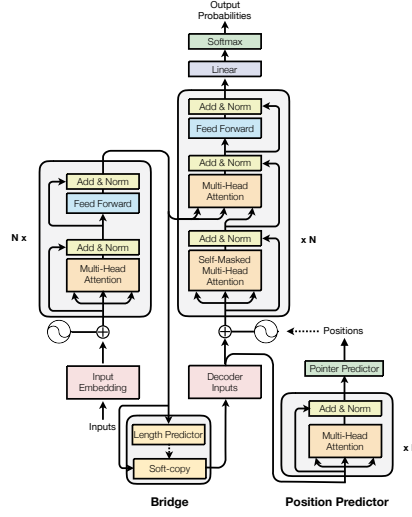 Output
Probabilities
Softmax
Linear
Add & Norm
Feed Forward
Add & Norm
Multi-Head
Attention
Add & Norm
Self-Masked
Multi-Head
Attention
x N
Add & Norm
Feed Forward
Add & Norm
Multi-Head
Attention
N x
Positions
Input
Embedding
Inputs
Decoder
Inputs
Length Predictor
Soft-copy
Bridge
Pointer Predictor
Add & Norm
Multi-Head
Attention
x
Position Predictor